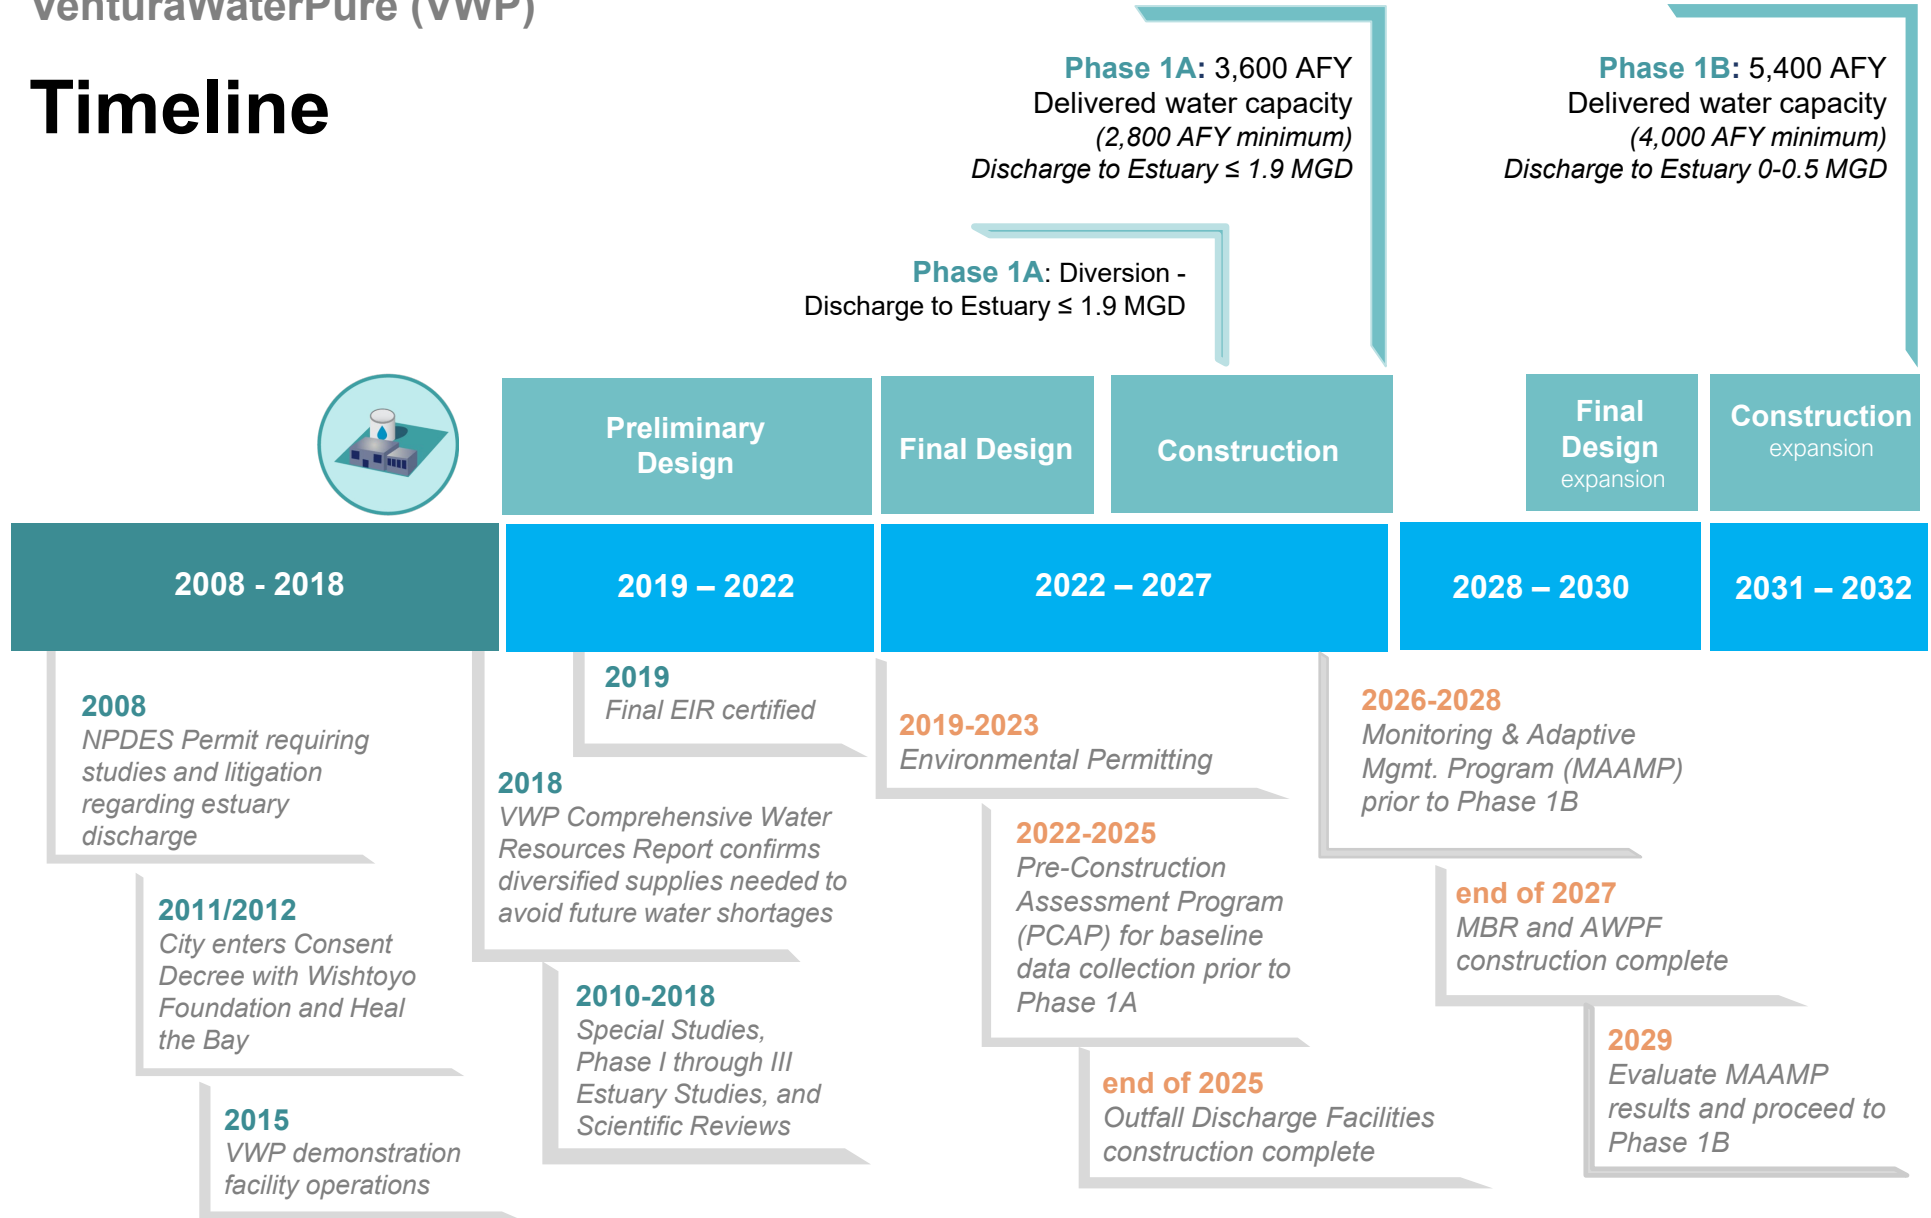 VenturaWaterPure (VWP)
Timeline
Phase 1A: 3,600 AFY
Delivered water capacity
(2,800 AFY minimum)
Discharge to Estuary ≤ 1.9 MGD
Phase 1B: 5,400 AFY
Delivered water capacity
(4,000 AFY minimum)
Discharge to Estuary 0-0.5 MGD
Phase 1A: Diversion -
Discharge to Estuary ≤ 1.9 MGD
Preliminary
Design
Final Design
Construction
Final
Design
expansion
Construction
expansion
2008 - 2018
2019 – 2022
2022 – 2027
2028 – 2030
2031 – 2032
2008
NPDES Permit requiring
studies and litigation
regarding estuary
discharge
2011/2012
City enters Consent
Decree with Wishtoyo
Foundation and Heal
the Bay
2015
VWP demonstration
facility operations
2018
VWP Comprehensive Water
Resources Report confirms
diversified supplies needed to
avoid future water shortages
2010-2018
Special Studies,
Phase I through III
Estuary Studies, and
Scientific Reviews
2019
Final EIR certified
2019-2023
Environmental Permitting
2022-2025
Pre-Construction
Assessment Program
(PCAP) for baseline
data collection prior to
Phase 1A
end of 2025
Outfall Discharge Facilities
construction complete
2026-2028
Monitoring & Adaptive
Mgmt. Program (MAAMP)
prior to Phase 1B
end of 2027
MBR and AWPF
construction complete
2029
Evaluate MAAMP
results and proceed to
Phase 1B